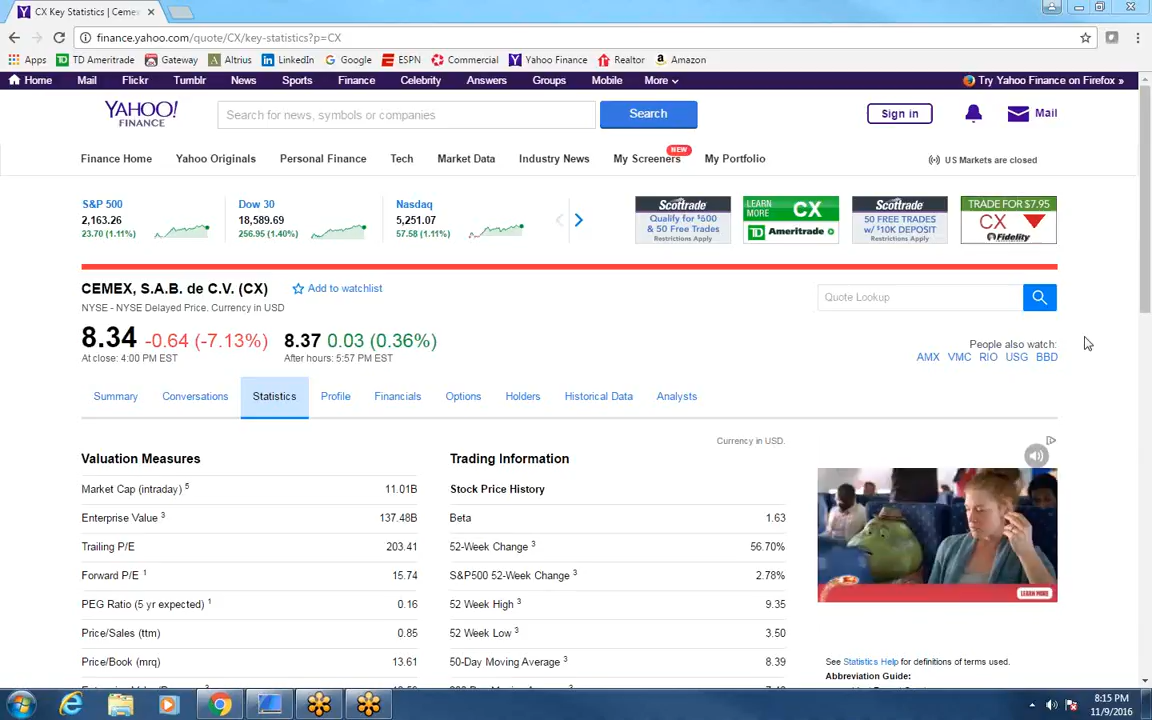 CX Key Statistics | Ceme
finance.yahoo.com/quote/CX/key-statistics?p=CX
Apps TD Ameritrade Gateway Altrius LinkedIn Google ESPN Commercial Yahoo Finance Realtor Amazon
Home Mail Flickr Tumblr News Sports Finance Celebrity Answers Groups Mobile More Try Yahoo Finance on Firefox »
YAHOO! FINANCE
Search for news, symbols or companies
Search
Sign in
Mail
Finance Home Yahoo Originals Personal Finance Tech Market Data Industry News My Screeners NEW My Portfolio US Markets are closed
S&P 500 Dow 30 Nasdaq
2,163.26 18,589.69 5,251.07
23.70 (1.11%) 256.95 (1.40%) 57.58 (1.11%)
Scottrade Qualify for $500 & 50 Free Trades Restrictions Apply
LEARN MORE CX TD Ameritrade
Scottrade 50 FREE TRADES w/ $10K DEPOSIT Restrictions Apply
TRADE FOR $7.95 CX Fidelity
CEMEX, S.A.B. de C.V. (CX) Add to watchlist
Quote Lookup
NYSE - NYSE Delayed Price. Currency in USD
8.34 -0.64 (-7.13%) 8.37 0.03 (0.36%)
At close: 4:00 PM EST After hours: 5:57 PM EST
People also watch:
AMX VMC RIO USG BBD
Summary Conversations Statistics Profile Financials Options Holders Historical Data Analysts
Currency in USD.
Valuation Measures
Market Cap (intraday) 5 11.01B
Enterprise Value 3 137.48B
Trailing P/E 203.41
Forward P/E 1 15.74
PEG Ratio (5 yr expected) 1 0.16
Price/Sales (ttm) 0.85
Price/Book (mrq) 13.61
Trading Information
Stock Price History
Beta 1.63
52-Week Change 3 56.70%
S&P500 52-Week Change 3 2.78%
52 Week High 3 9.35
52 Week Low 3 3.50
50-Day Moving Average 3 8.39
LEARN MORE
See Statistics Help for definitions of terms used.
Abbreviation Guide:
8:15 PM
11/9/2016